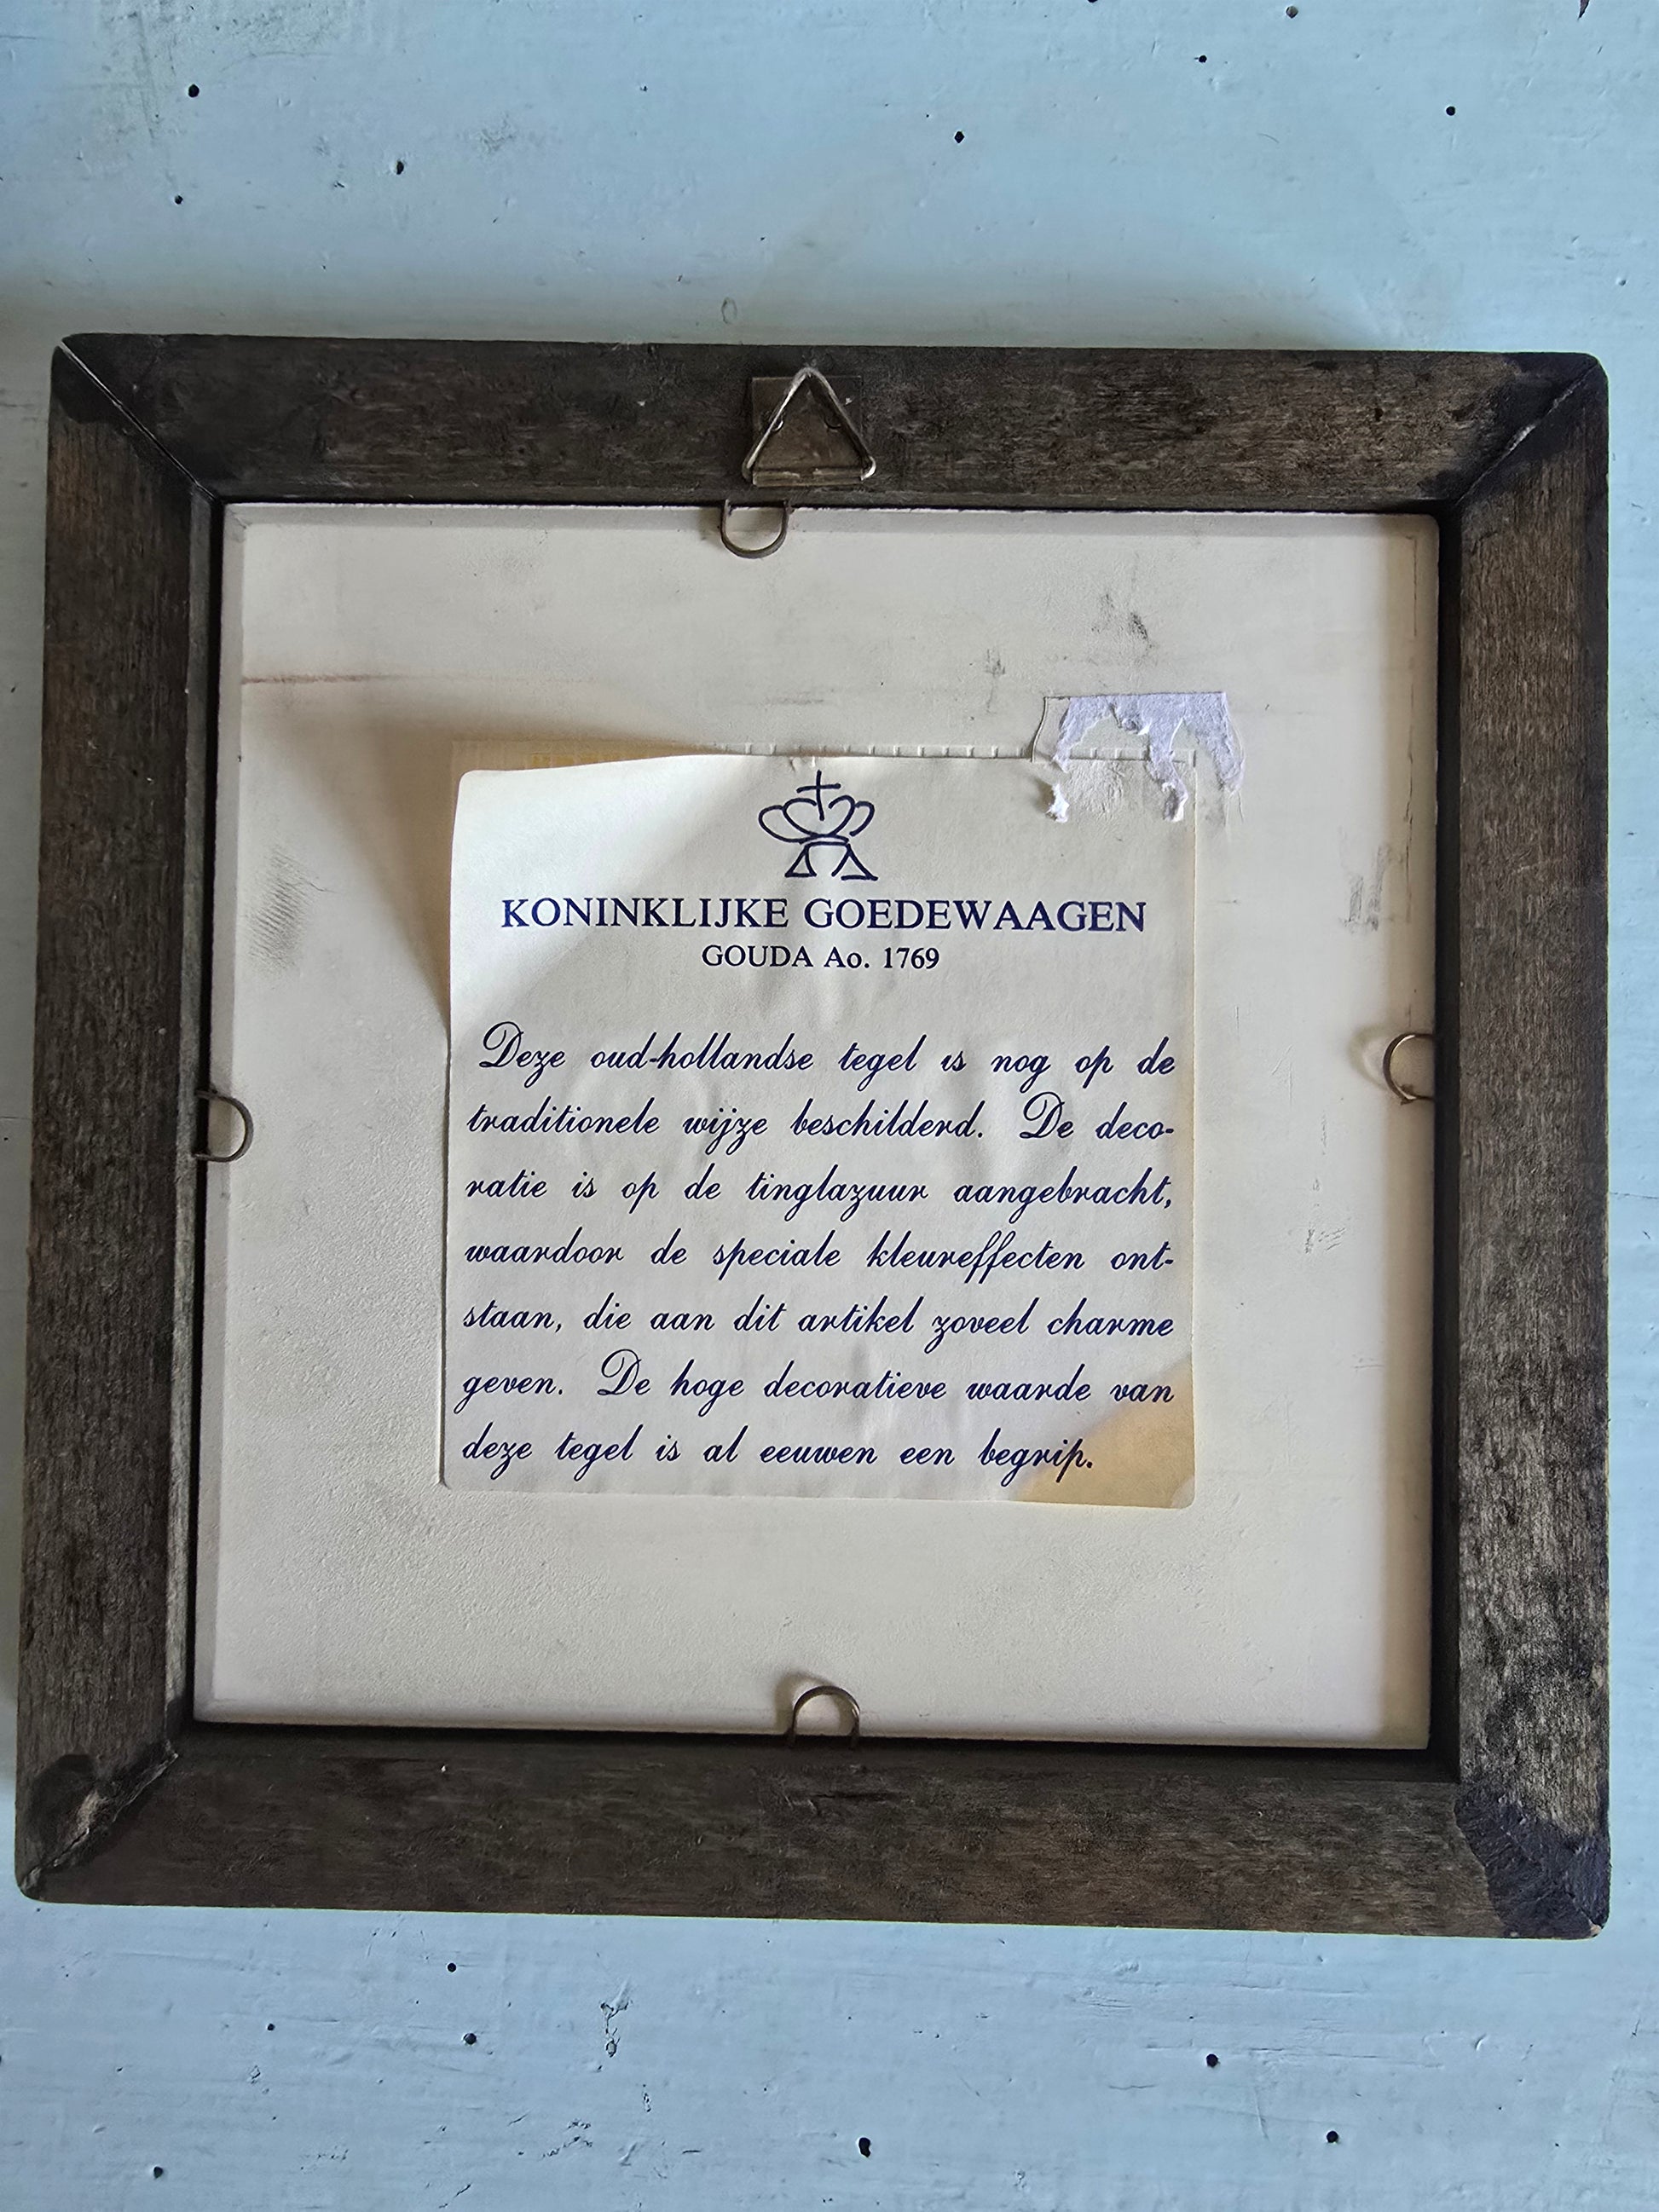 KONINKLIJKE GOEDEWAAGEN
GOUDA Ao. 1769
Deze oud-hollandse tegel is nog op de
traditionele wijze beschilderd. De deco-
ratie is op de tinglazuur aangebracht,
waardoor de speciale kleureffecten ont-
staan, die aan dit artikel zoveel charme
geven. De hoge decoratieve waarde van
deze tegel is al eeuwen een begrip.